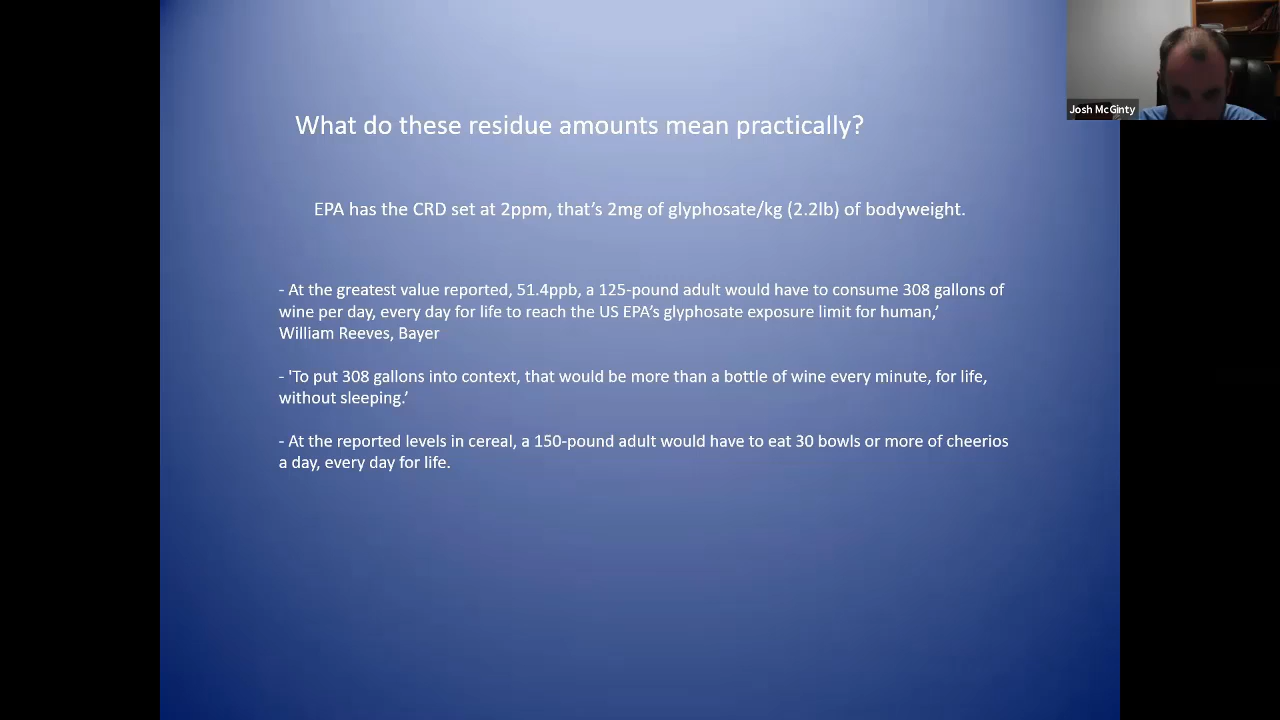 What do these residue amounts mean practically?
EPA has the CRD set at 2ppm, that’s 2mg of glyphosate/kg (2.2lb) of bodyweight.
- At the greatest value reported, 51.4ppb, a 125-pound adult would have to consume 308 gallons of
wine per day, every day for life to reach the US EPA’s glyphosate exposure limit for human,’
William Reeves, Bayer
- 'To put 308 gallons into context, that would be more than a bottle of wine every minute, for life,
without sleeping.’
- At the reported levels in cereal, a 150-pound adult would have to eat 30 bowls or more of cheerios
a day, every day for life.
Josh McGinty